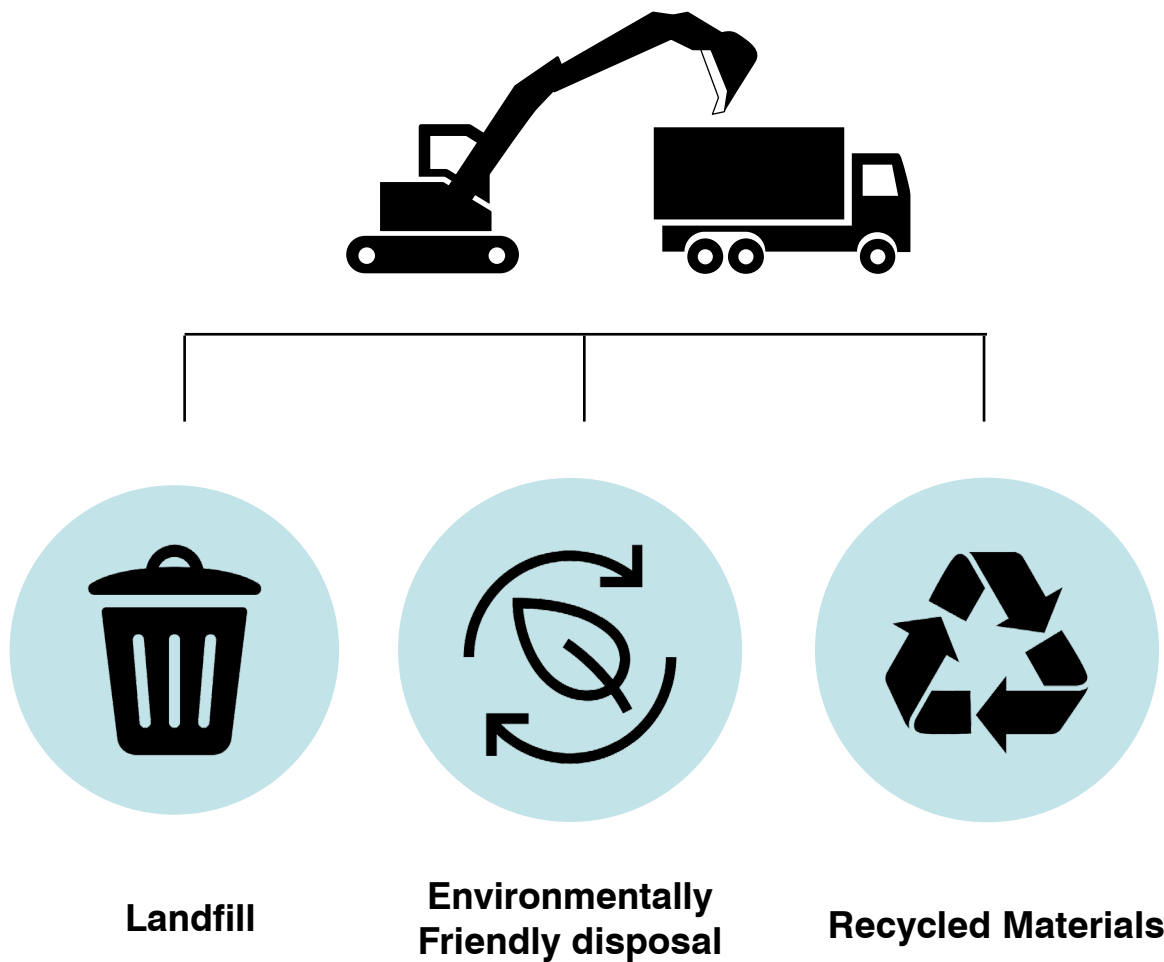 Landfill
Environmentally
Friendly disposal
Recycled Materials